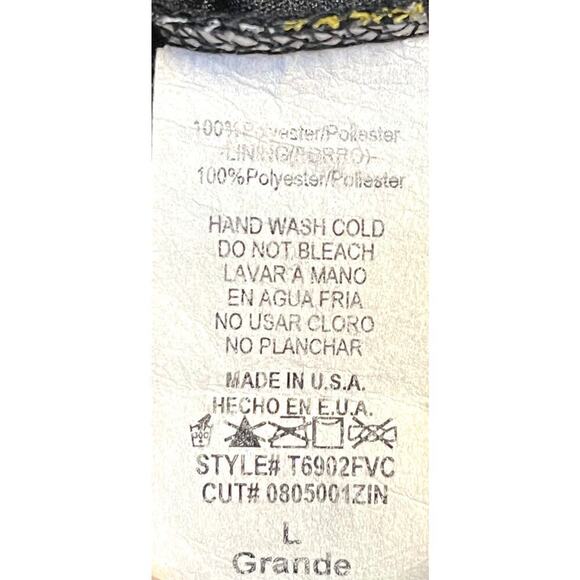 100%Polyester/Poliester
-LINING/FORRO)-
100%Polyester/Poliester
HAND WASH COLD
DO NOT BLEACH
LAVAR A MANO
EN AGUA FRIA
NO USAR CLORO
NO PLANCHAR
MADE IN U.S.A.
HECHO EN E.U.A.
STYLE# T6902FVC
CUT# 0805001ZIN
L
Grande